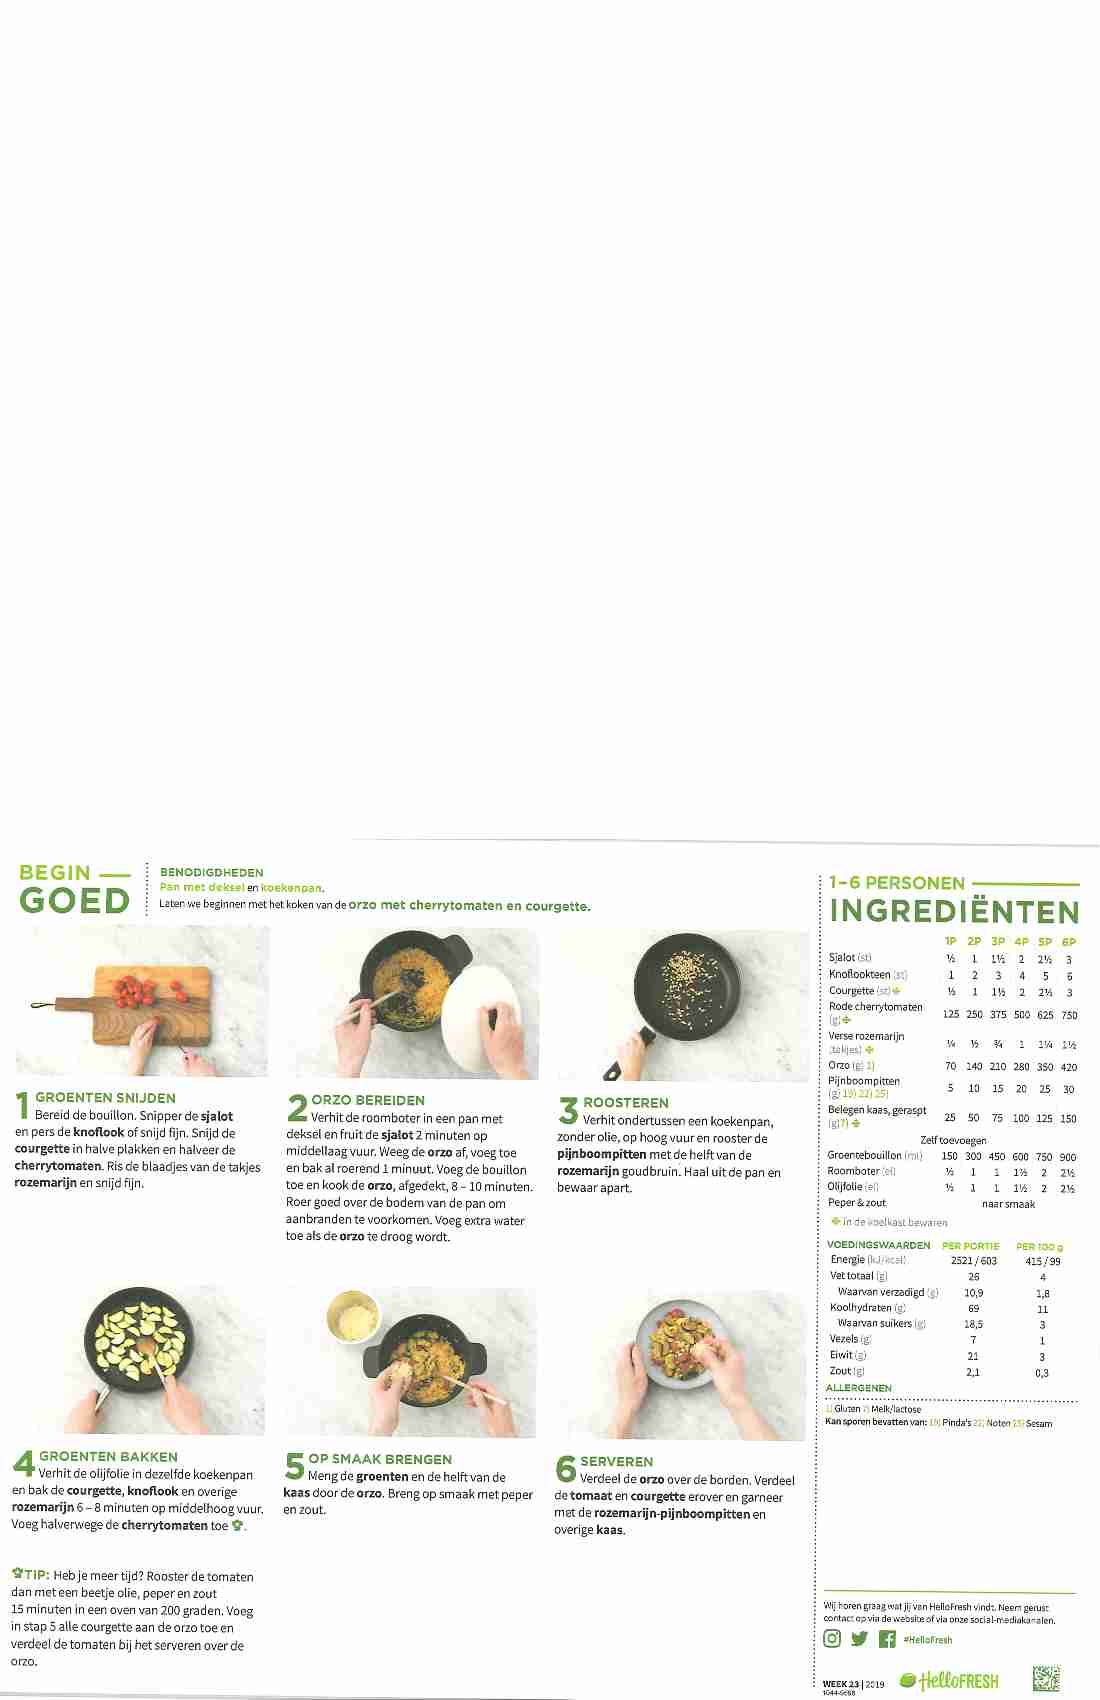 BEGIN
GOED
BENODIGDHEDEN
Pan met deksel en koekenpan.
Laten we beginnen met het koken van de orzo met cherrytomaten en courgette.
1 GROENTEN SNIJDEN
Bereid de bouillon. Snipper de sjalot
en pers de knoflook of snijd fijn. Snijd de
courgette in halve plakken en halveer de
cherrytomaten. Ris de blaadjes van de takjes
rozemarijn en snijd fijn.
2 ORZO BEREIDEN
Verhit de roomboter in een pan met
deksel en fruit de sjalot 2 minuten op
middellaag vuur. Weeg de orzo af, voeg toe
en bak al roerend 1 minuut. Voeg de bouillon
toe en kook de orzo, afgedekt, 8 – 10 minuten.
Roer goed over de bodem van de pan om
aanbranden te voorkomen. Voeg extra water
toe als de orzo te droog wordt.
3 ROOSTEREN
Verhit ondertussen een koekenpan,
zonder olie, op hoog vuur en rooster de
pijnboompitten met de helft van de
rozemarijn goudbruin. Haal uit de pan en
bewaar apart.
4 GROENTEN BAKKEN
Verhit de olijfolie in dezelfde koekenpan
en bak de courgette, knoflook en overige
rozemarijn 6 – 8 minuten op middelhoog vuur.
Voeg halverwege de cherrytomaten toe.
5 OP SMAAK BRENGEN
Meng de groenten en de helft van de
kaas door de orzo. Breng op smaak met peper
en zout.
6 SERVEREN
Verdeel de orzo over de borden. Verdeel
de tomaat en courgette erover en garneer
met de rozemarijn-pijnboompitten en
overige kaas.
TIP: Heb je meer tijd? Rooster de tomaten
dan met een beetje olie, peper en zout
15 minuten in een oven van 200 graden. Voeg
in stap 5 alle courgette aan de orzo toe en
verdeel de tomaten bij het serveren over de
orzo.
1–6 PERSONEN
INGREDIËNTEN
1P 2P 3P 4P 5P 6P
Sjalot (st) ½ 1 1½ 2 2½ 3
Knoflookteen (st) 1 2 3 4 5 6
Courgette (st) ½ 1 1½ 2 2½ 3
Rode cherrytomaten
(g) 125 250 375 500 625 750
Verse rozemarijn
(takjes) ¼ ½ ¾ 1 1¼ 1½
Orzo (g) 1) 70 140 210 280 350 420
Pijnboompitten
(g) 19) 22) 25) 5 10 15 20 25 30
Belegen kaas, geraspt
(g) 7) 25 50 75 100 125 150
Zelf toevoegen
Groentebouillon (ml) 150 300 450 600 750 900
Roomboter (el) ½ 1 1 1½ 2 2½
Olijfolie (el) ½ 1 1 1½ 2 2½
Peper & zout naar smaak
in de koelkast bewaren
VOEDINGSWAARDEN PER PORTIE PER 100 g
Energie (kJ/kcal) 2521 / 603 415 / 99
Vet totaal (g) 26 4
Waarvan verzadigd (g) 10,9 1,8
Koolhydraten (g) 69 11
Waarvan suikers (g) 18,5 3
Vezels (g) 7 1
Eiwit (g) 21 3
Zout (g) 2,1 0,3
ALLERGENEN
1) Gluten 7) Melk/lactose
Kan sporen bevatten van: 19) Pinda's 22) Noten 25) Sesam
Wij horen graag wat jij van HelloFresh vindt. Neem gerust
contact op via de website of via onze social-mediakanalen.
#HelloFresh
WEEK 23 | 2019
HelloFRESH